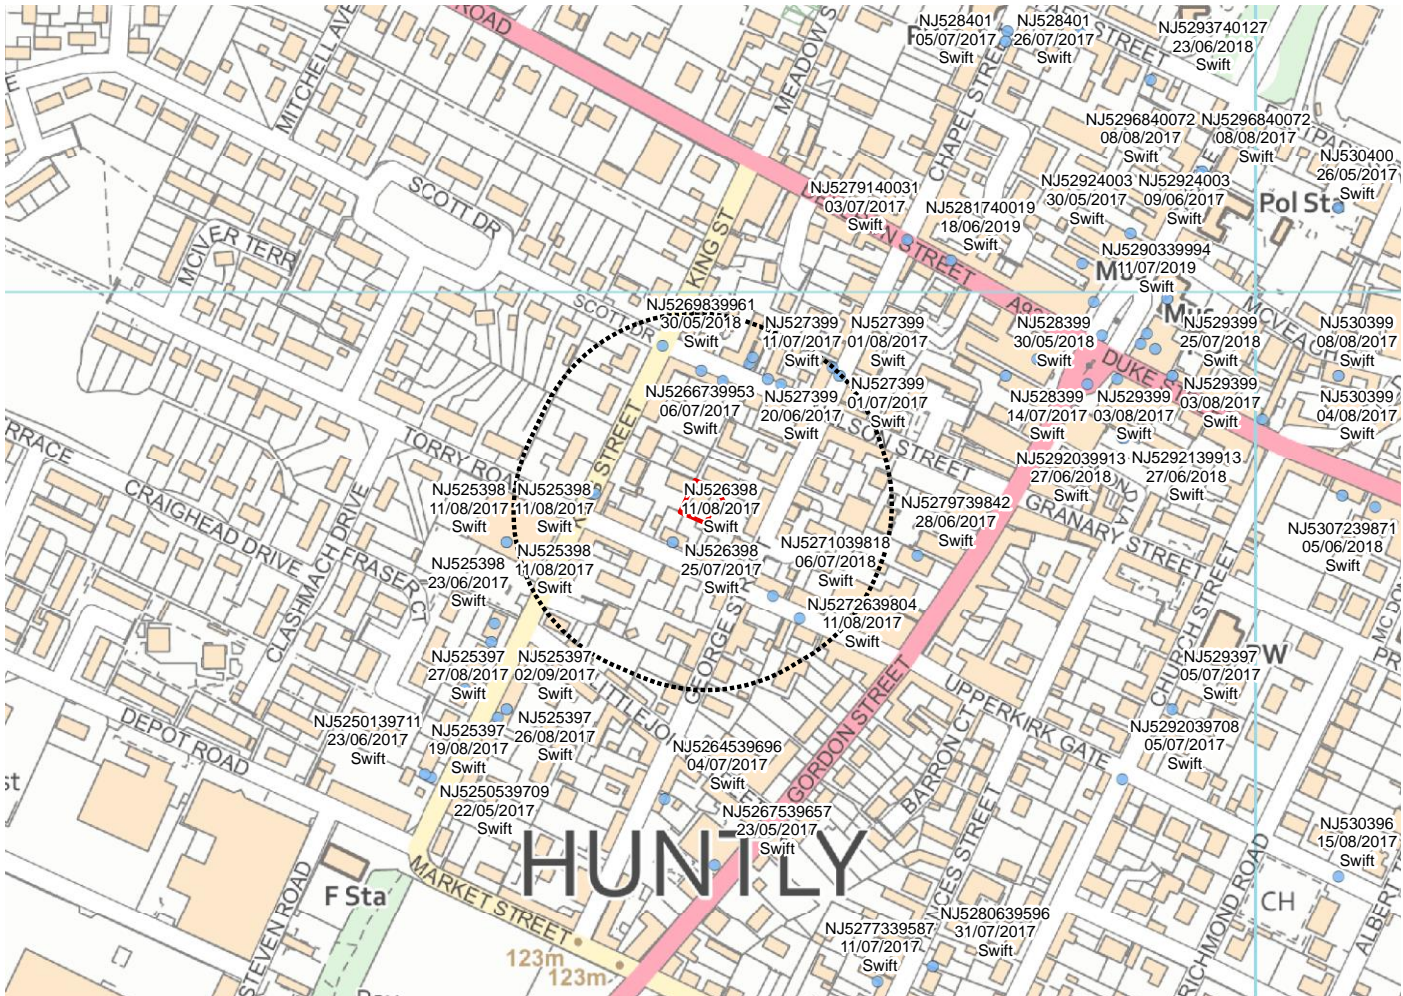 ROAD
MITCHELL AVE
MEADOWS
CHAPEL STREET
STREET
NJ528401
05/07/2017
Swift
NJ528401
26/07/2017
Swift
NJ5293740127
23/06/2018
Swift
NJ5296840072
08/08/2017
Swift
NJ5296840072
08/08/2017
Swift
NJ530400
26/05/2017
Swift
NJ52924003
30/05/2017
Swift
NJ52924003
09/06/2017
Swift
Pol Sta
NJ5279140031
03/07/2017
Swift
NJ5281740019
18/06/2019
Swift
NJ5290339994
11/07/2019
Swift
SCOTT DR
MCIVER TERR
KING ST
STREET
Mus
NJ5269839961
30/05/2018
Swift
SCOTT DR
NJ527399
11/07/2017
Swift
NJ527399
01/08/2017
Swift
NJ528399
30/05/2018
Swift
NJ529399
25/07/2018
Swift
NJ530399
08/08/2017
Swift
DUKE
NJ5266739953
06/07/2017
Swift
NJ527399
20/06/2017
Swift
NJ527399
01/07/2017
Swift
NJ528399
14/07/2017
Swift
NJ529399
03/08/2017
Swift
NJ529399
03/08/2017
Swift
NJ530399
04/08/2017
Swift
STREET
STREET
TORRY ROAD
NJ5292039913
27/06/2018
Swift
NJ5292139913
27/06/2018
Swift
CRAIGHEAD DRIVE
CLASHMACH DRIVE
FRASER CT
NJ525398
11/08/2017
Swift
NJ525398
11/08/2017
Swift
NJ526398
11/08/2017
Swift
NJ5279739842
28/06/2017
Swift
GRANARY STREET
NJ5307239871
05/06/2018
Swift
NJ525398
23/06/2017
Swift
NJ525398
11/08/2017
Swift
NJ526398
25/07/2017
Swift
NJ5271039818
06/07/2018
Swift
NJ5272639804
11/08/2017
Swift
CHURCH STREET
NJ525397
27/08/2017
Swift
NJ525397
02/09/2017
Swift
GEORGE ST
NJ529397
05/07/2017
Swift
DEPOT ROAD
NJ5250139711
23/06/2017
Swift
NJ525397
19/08/2017
Swift
NJ525397
26/08/2017
Swift
GORDON STREET
UPPERKIRK GATE
NJ5292039708
05/07/2017
Swift
NJ5264539696
04/07/2017
Swift
BARRON CT
NJ5250539709
22/05/2017
Swift
NJ5267539657
23/05/2017
Swift
HUNTLY
NJ530396
15/08/2017
Swift
F Sta
MARKET STREET
STEVEN ROAD
CH
RICHMOND ROAD
NJ5277339587
11/07/2017
Swift
NJ5280639596
31/07/2017
Swift
123m
123m